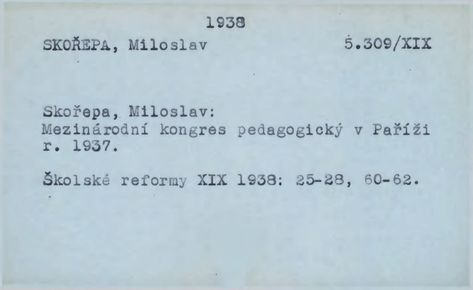 1938
SKOŘEPA, Miloslav 5.309/XIX
Skořepa, Miloslav:
Mezinárodní kongres pedagogický v Paříži
r. 1937.
Školské reformy XIX 1938: 25-28, 60-62.